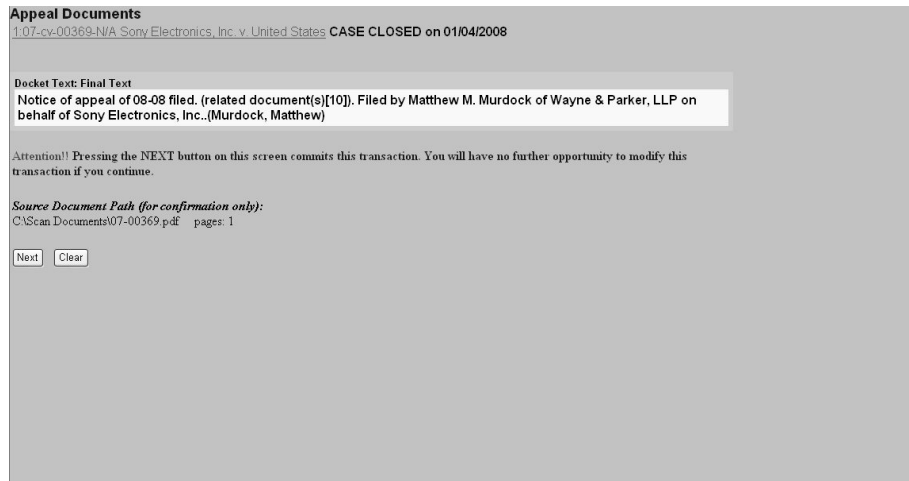 Appeal Documents
1:07-cv-00369-N/A Sony Electronics, Inc. v. United States CASE CLOSED on 01/04/2008
Docket Text: Final Text
Notice of appeal of 08-08 filed. (related document(s)[10]). Filed by Matthew M. Murdock of Wayne & Parker, LLP on
behalf of Sony Electronics, Inc..(Murdock, Matthew)
Attention!! Pressing the NEXT button on this screen commits this transaction. You will have no further opportunity to modify this
transaction if you continue.
Source Document Path (for confirmation only):
C:\Scan Documents\07-00369.pdf pages: 1
Next Clear